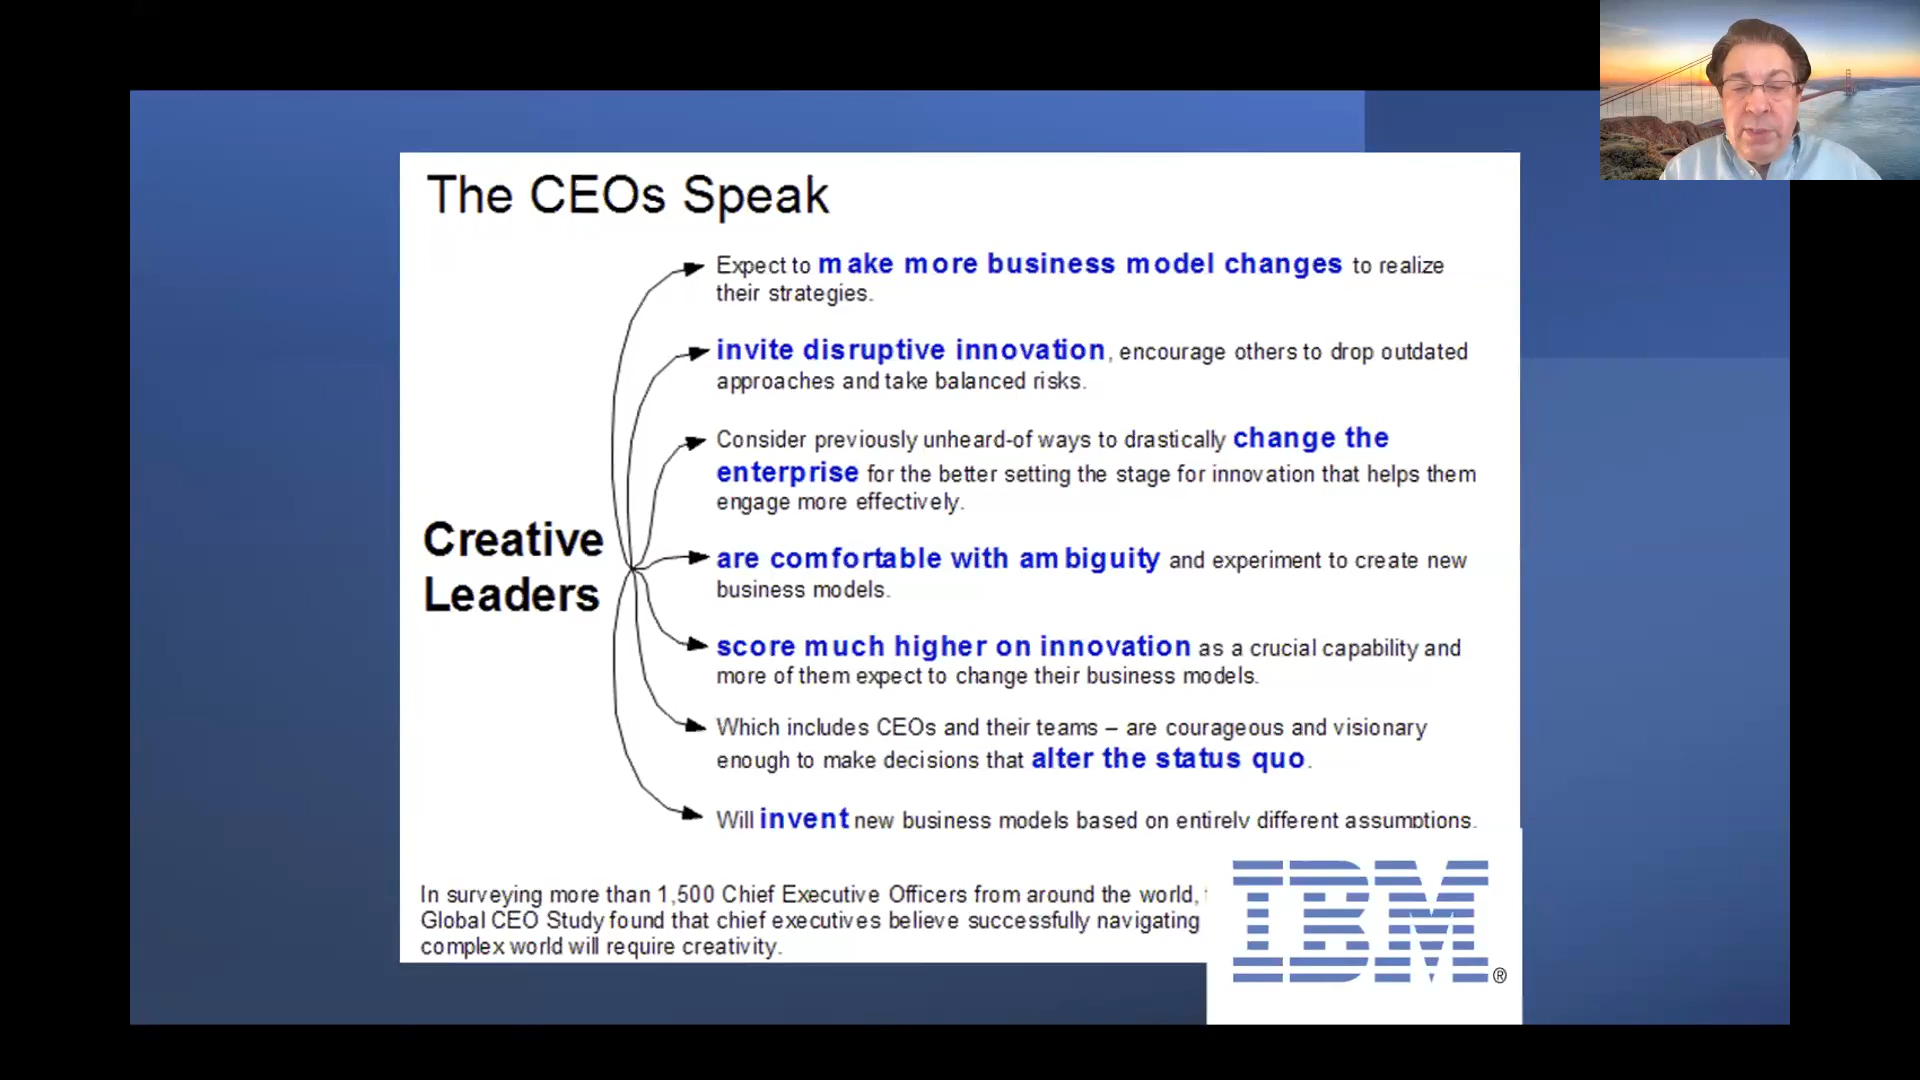 The CEOs Speak
Expect to make more business model changes to realize
their strategies.
invite disruptive innovation, encourage others to drop outdated
approaches and take balanced risks.
Consider previously unheard-of ways to drastically change the
enterprise for the better setting the stage for innovation that helps them
engage more effectively.
Creative
Leaders
are comfortable with ambiguity and experiment to create new
business models.
score much higher on innovation as a crucial capability and
more of them expect to change their business models.
Which includes CEOs and their teams – are courageous and visionary
enough to make decisions that alter the status quo.
Will invent new business models based on entirely different assumptions.
In surveying more than 1,500 Chief Executive Officers from around the world,
Global CEO Study found that chief executives believe successfully navigating
complex world will require creativity.
IBM®